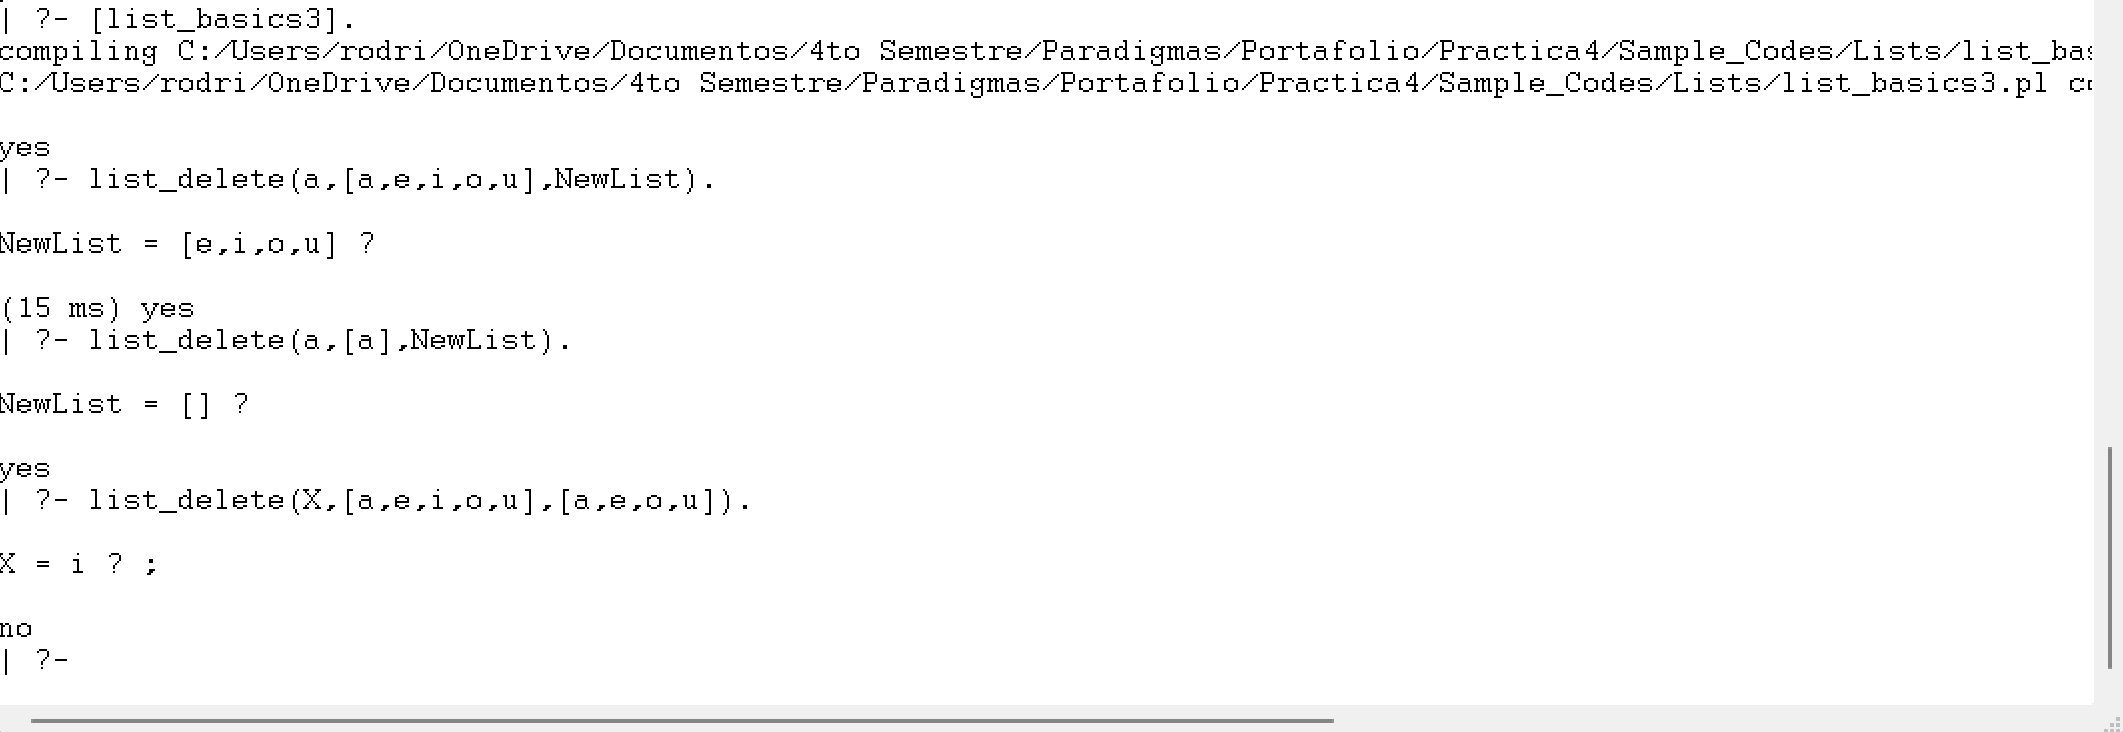 | ?- [list_basics3].
compiling C:/Users/rodri/OneDrive/Documentos/4to Semestre/Paradigmas/Portafolio/Practica4/Sample_Codes/Lists/list_bas
C:/Users/rodri/OneDrive/Documentos/4to Semestre/Paradigmas/Portafolio/Practica4/Sample_Codes/Lists/list_basics3.pl co
yes
| ?- list_delete(a,[a,e,i,o,u],NewList).
NewList = [e,i,o,u] ?
(15 ms) yes
| ?- list_delete(a,[a],NewList).
NewList = [] ?
yes
| ?- list_delete(X,[a,e,i,o,u],[a,e,o,u]).
X = i ? ;
no
| ?-